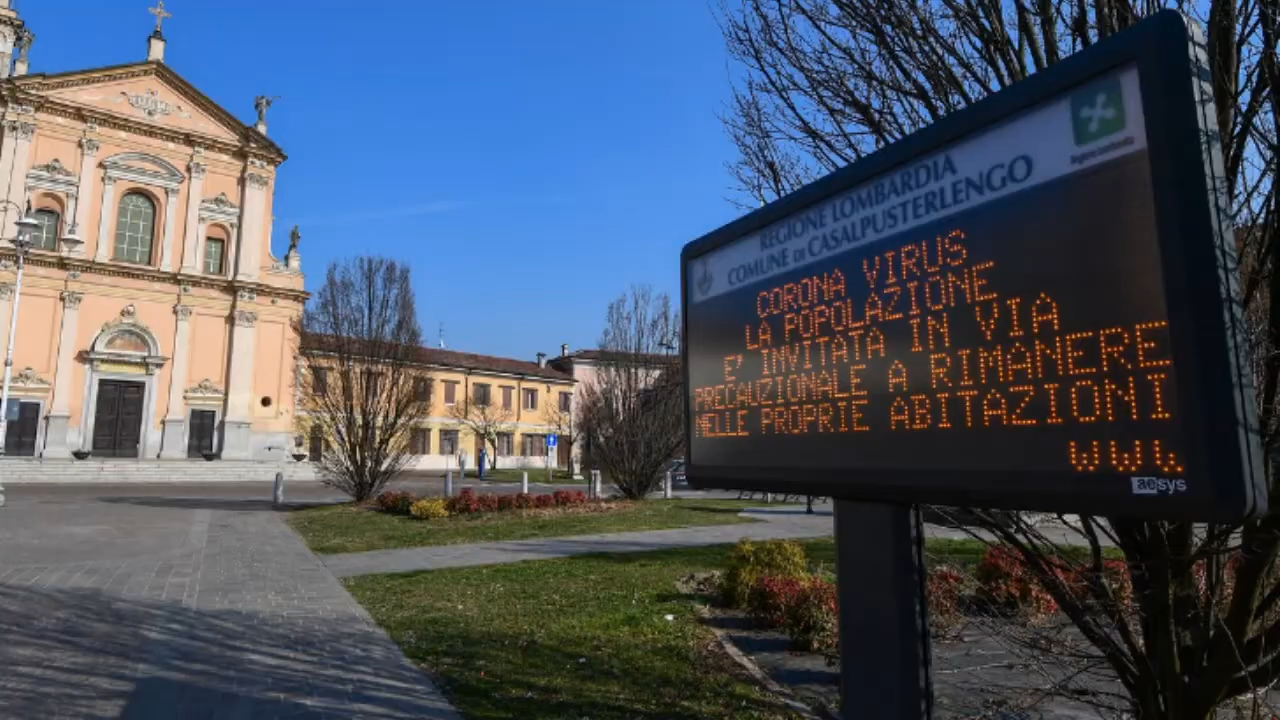 REGIONE LOMBARDIA
COMUNE DI CASALPUSTERLENGO
CORONA VIRUS
LA POPOLAZIONE
E' INVITATA IN VIA
PRECAUZIONALE A RIMANERE
NELLE PROPRIE ABITAZIONI
WWW
aesys